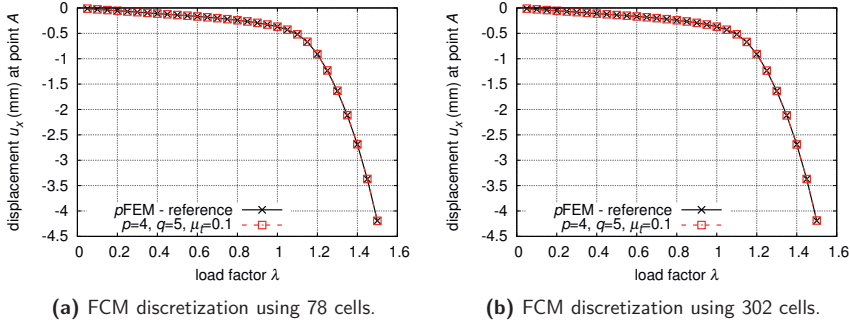 displacement uₓ (mm) at point A
0
-0.5
-1
-1.5
-2
-2.5
-3
-3.5
-4
-4.5
pFEM - reference
p=4, q=5, μf=0.1
0 0.2 0.4 0.6 0.8 1 1.2 1.4 1.6
load factor λ
(a) FCM discretization using 78 cells.
displacement uₓ (mm) at point A
0
-0.5
-1
-1.5
-2
-2.5
-3
-3.5
-4
-4.5
pFEM - reference
p=4, q=5, μf=0.1
0 0.2 0.4 0.6 0.8 1 1.2 1.4 1.6
load factor λ
(b) FCM discretization using 302 cells.